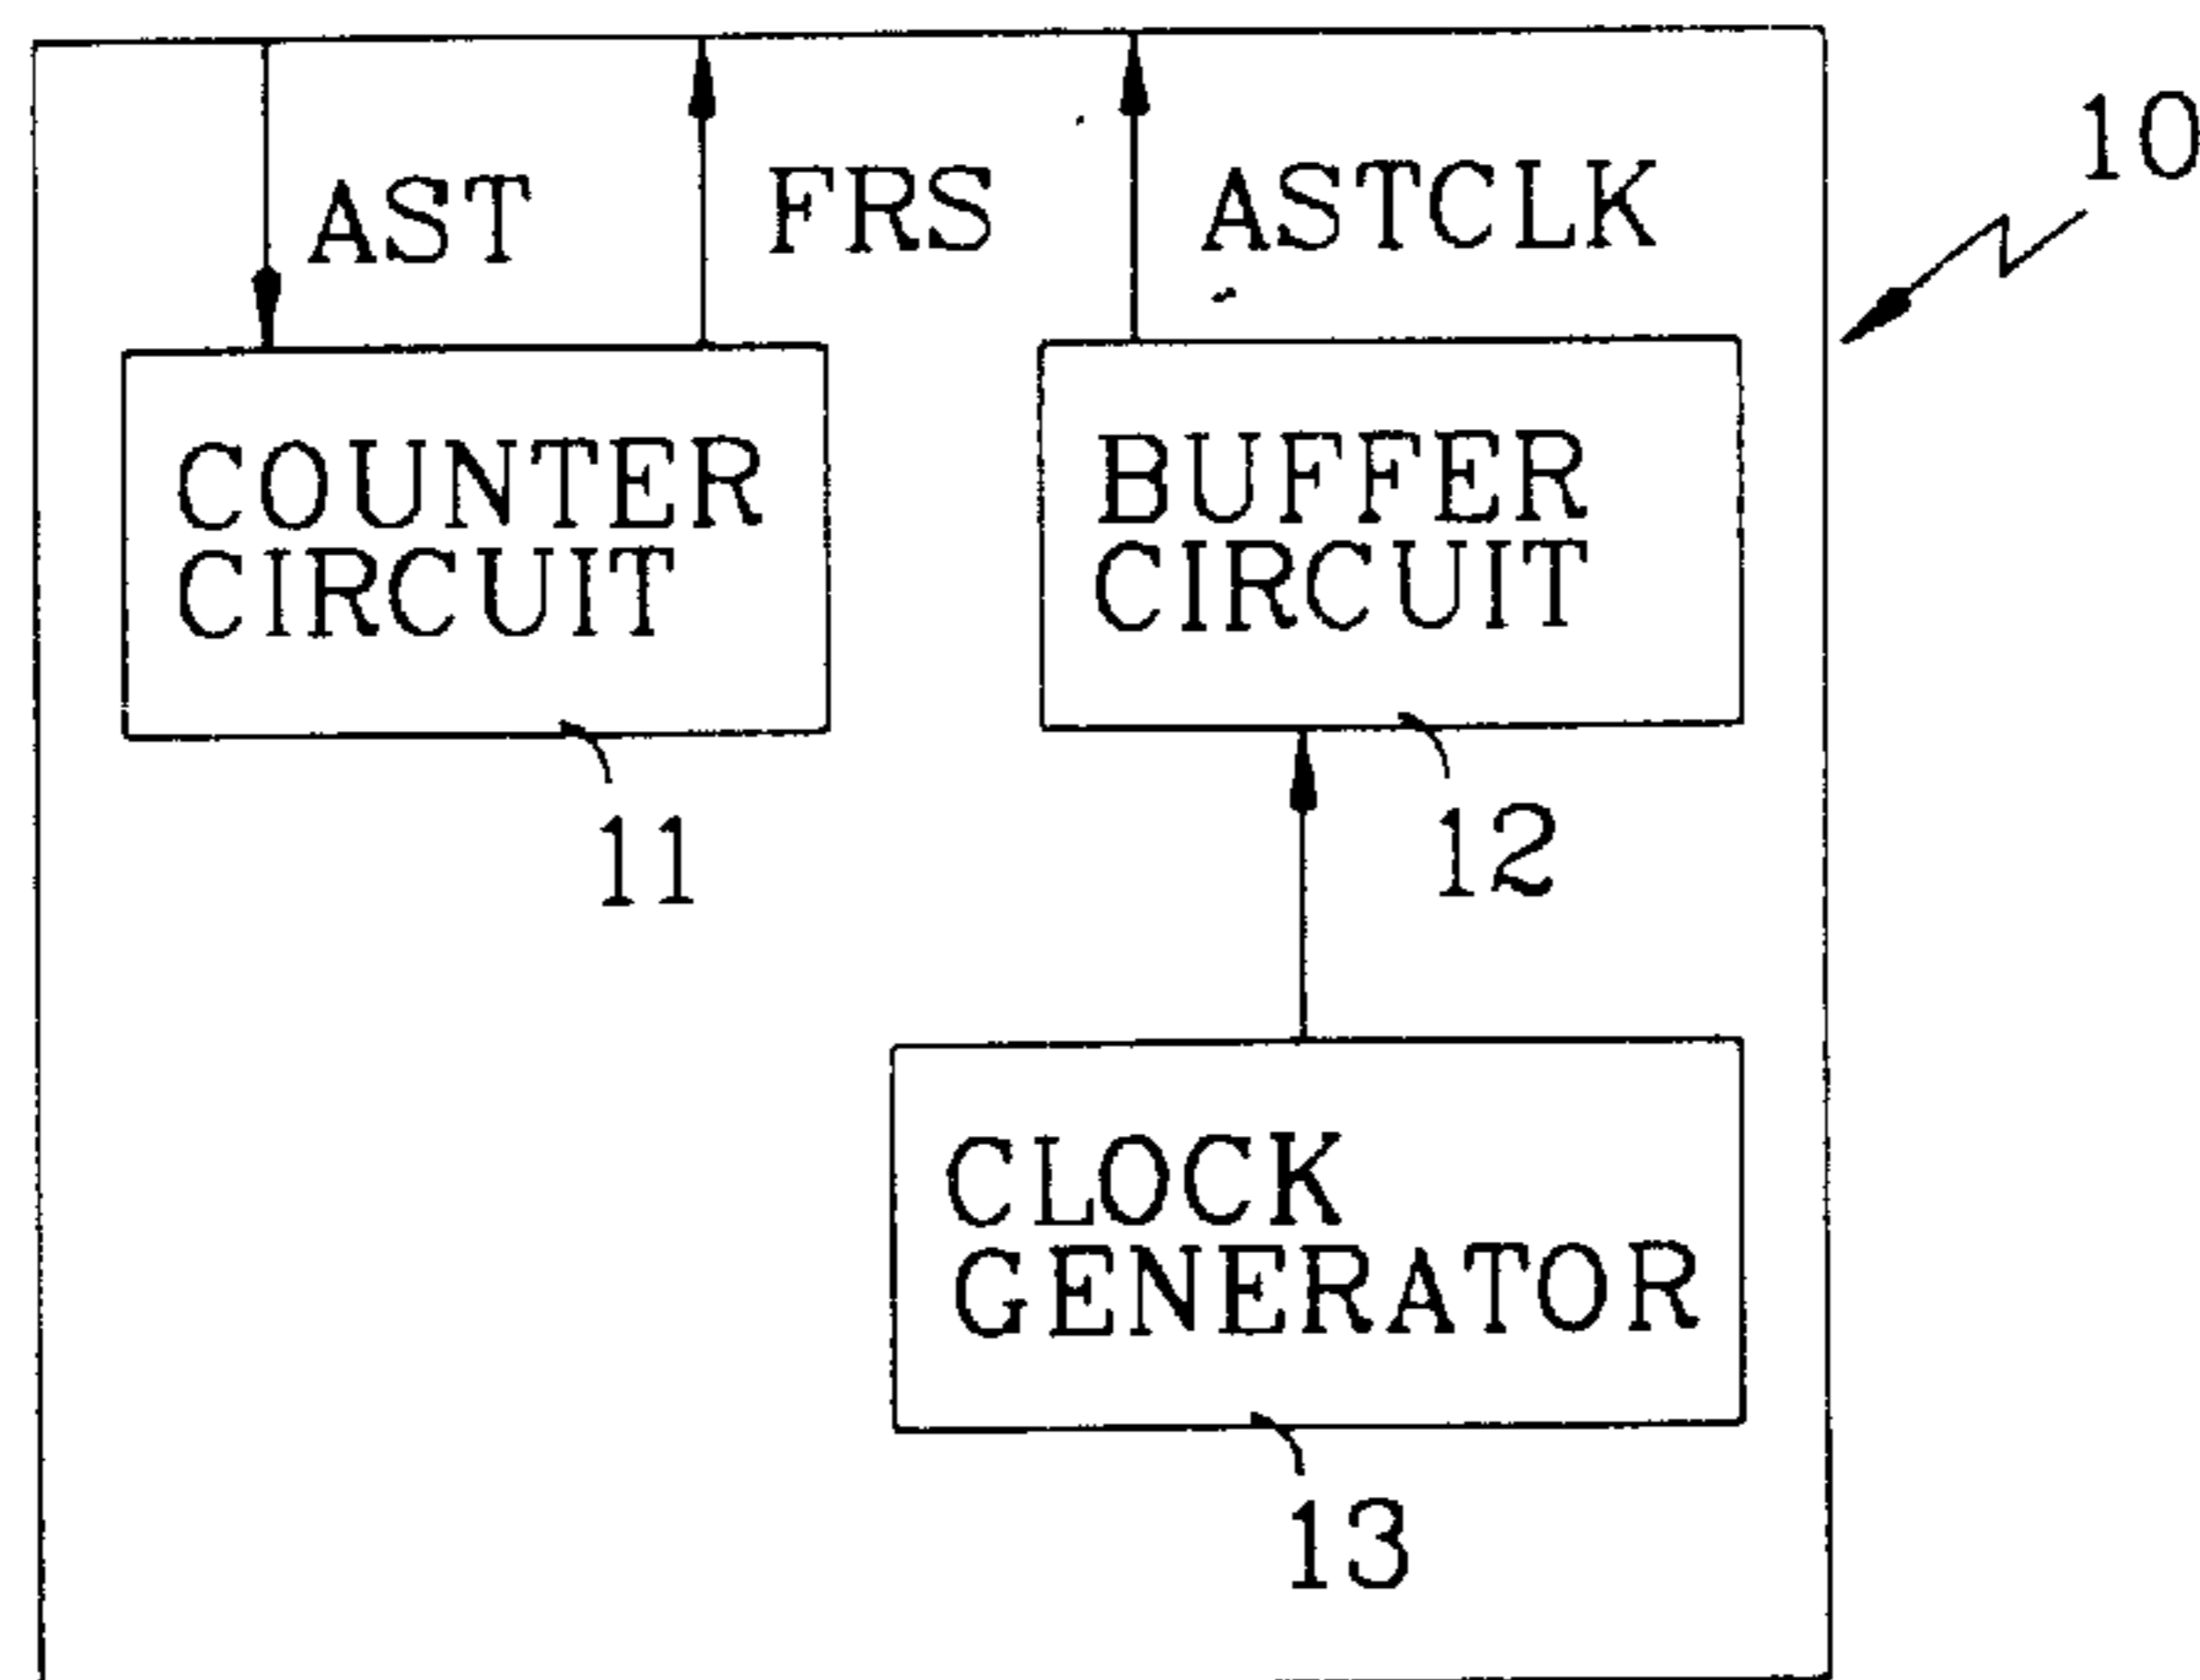 10
AST
FRS
ASTCLK
COUNTER
CIRCUIT
BUFFER
CIRCUIT
11
12
CLOCK
GENERATOR
13